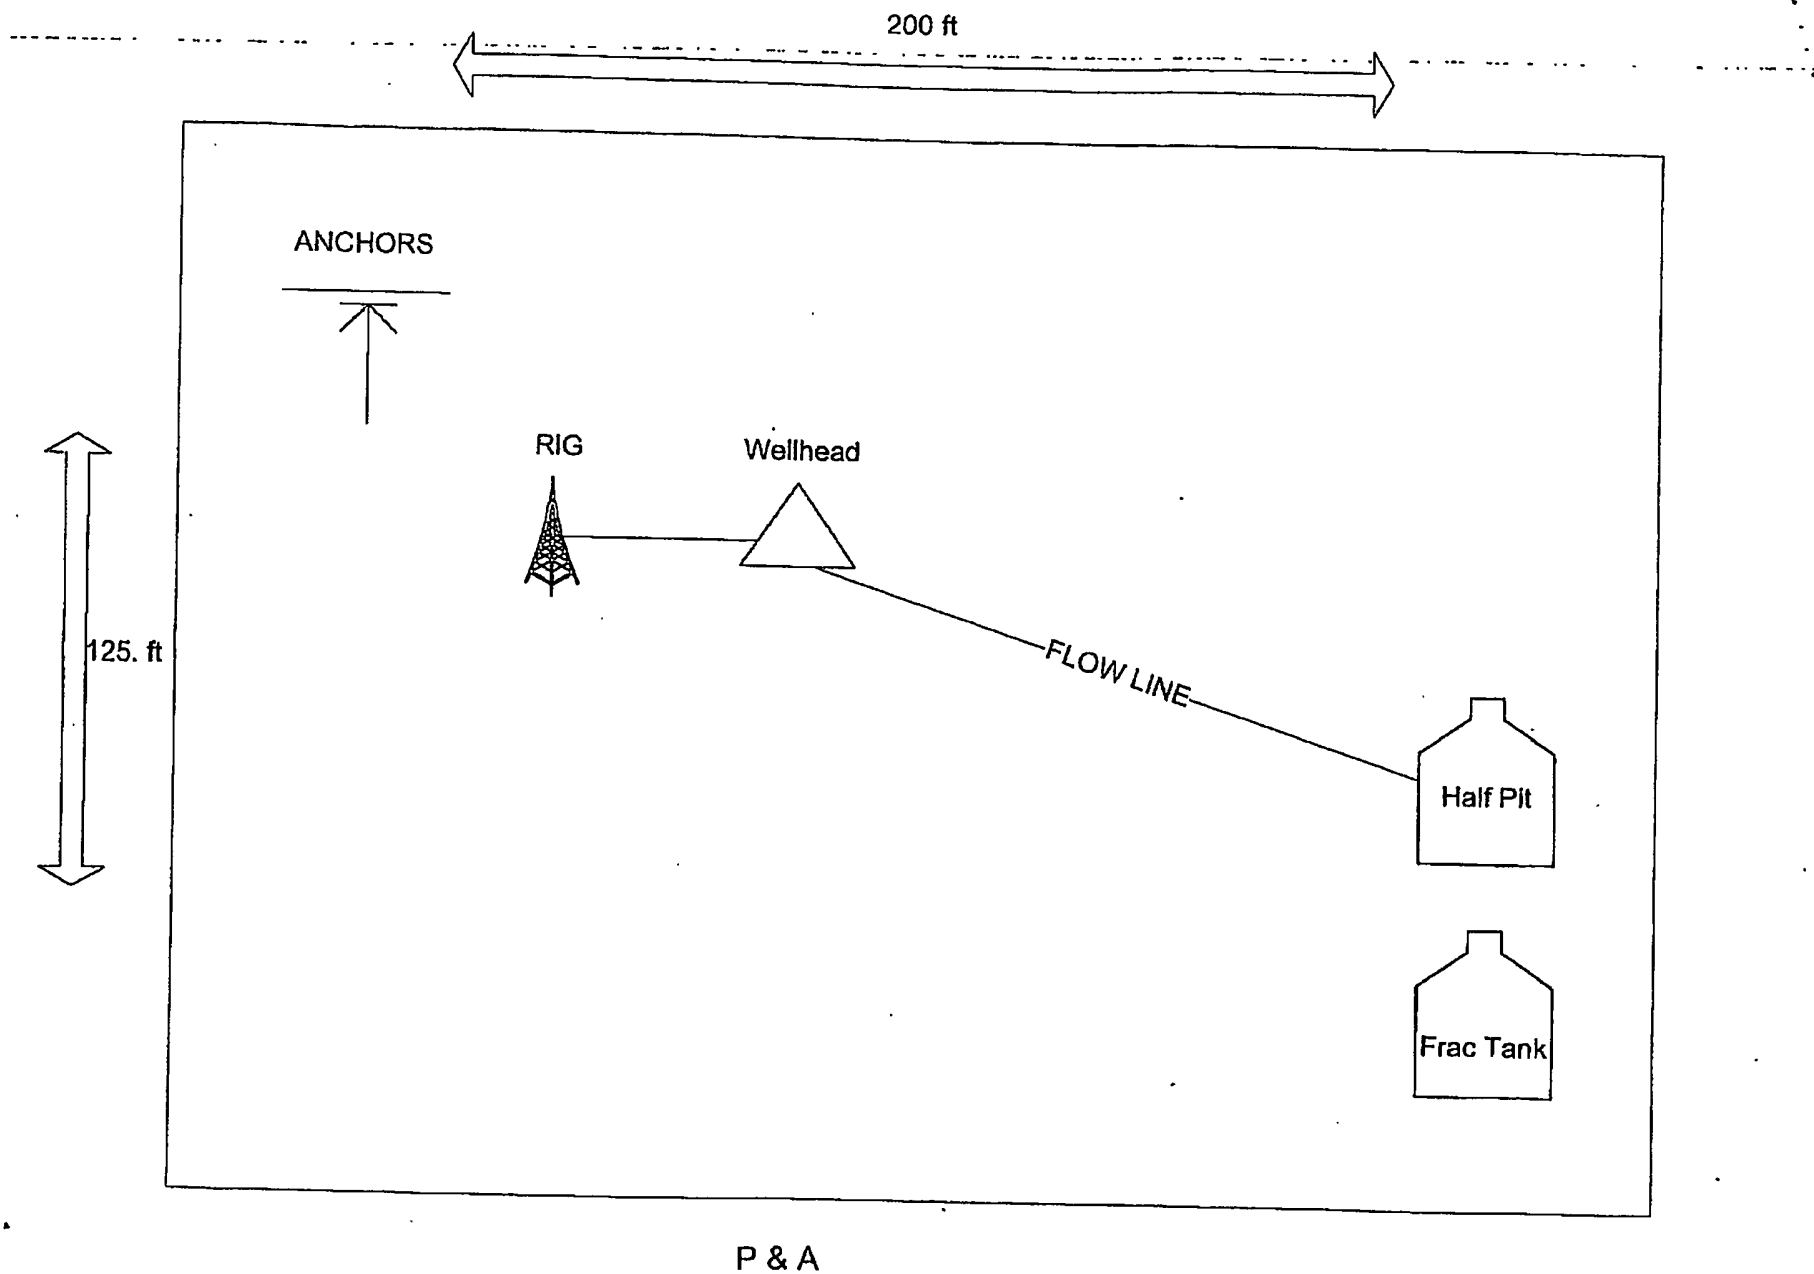 200 ft
ANCHORS
RIG
Wellhead
125. ft
FLOW LINE
Half Pit
Frac Tank
P & A